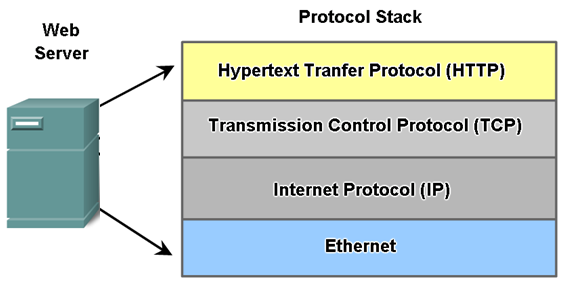 Protocol Stack
Web
Server
Hypertext Tranfer Protocol (HTTP)
Transmission Control Protocol (TCP)
Internet Protocol (IP)
Ethernet